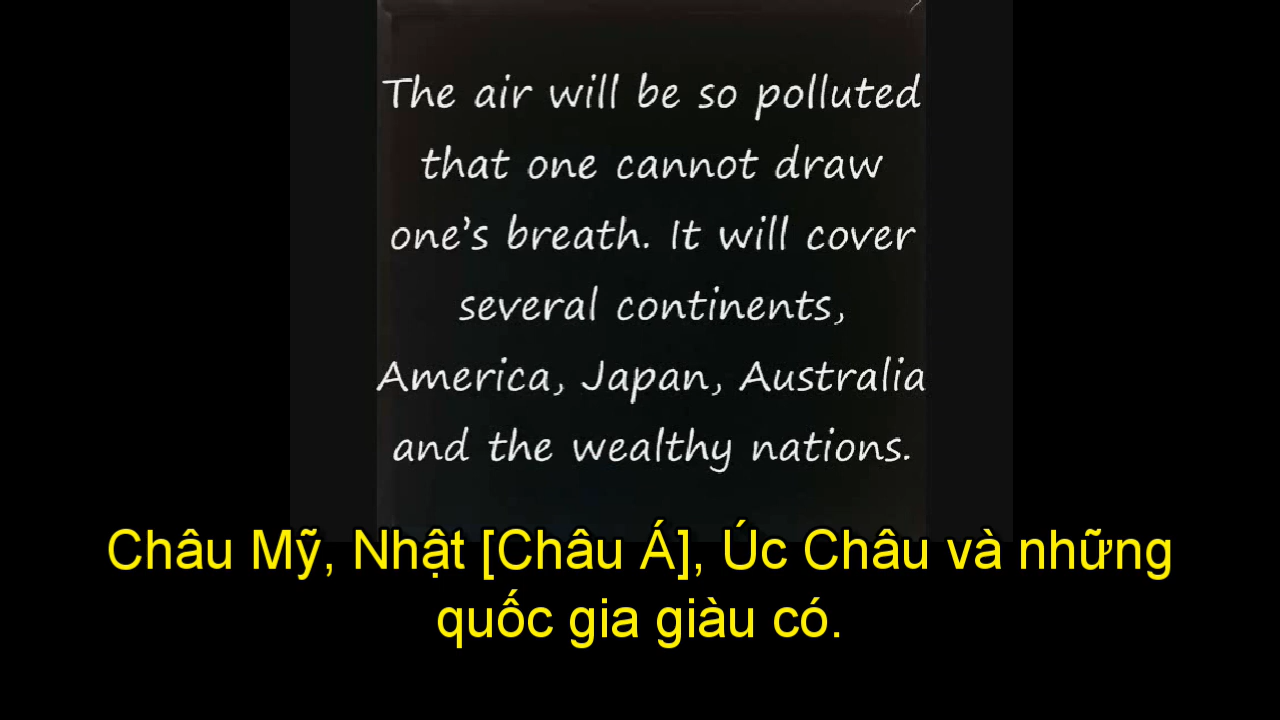 The air will be so polluted
that one cannot draw
one's breath. It will cover
several continents,
America, Japan, Australia
and the wealthy nations.
Châu Mỹ, Nhật [Châu Á], Úc Châu và những
quốc gia giàu có.